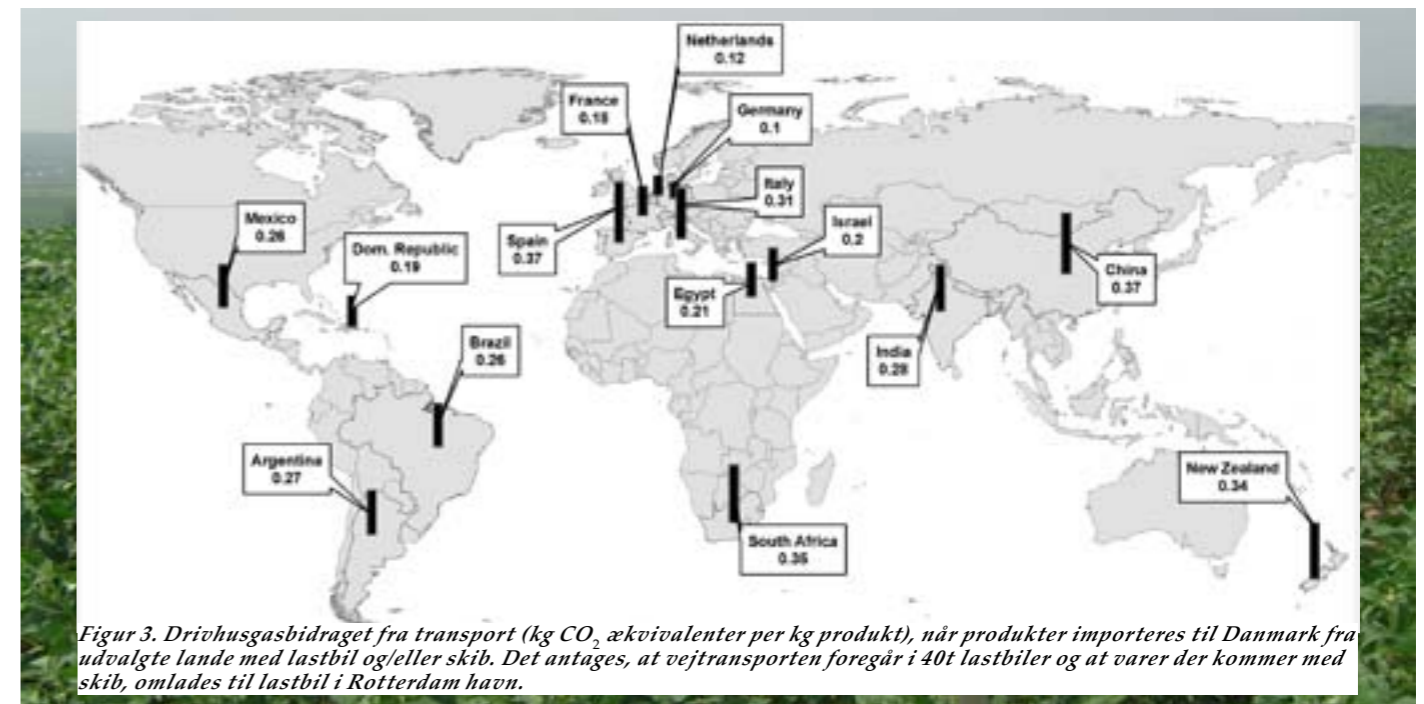 Netherlands
0.12
France
0.18
Germany
0.1
Italy
0.31
Mexico
0.26
Dom. Republic
0.19
Spain
0.37
Israel
0.2
Egypt
0.21
China
0.37
India
0.28
Brazil
0.26
Argentina
0.27
New Zealand
0.34
South Africa
0.35
Figur 3. Drivhusgasbidraget fra transport (kg CO₂ ækvivalenter per kg produkt), når produkter importeres til Danmark fra
udvalgte lande med lastbil og/eller skib. Det antages, at vejtransporten foregår i 40t lastbiler og at varer der kommer med
skib, omlades til lastbil i Rotterdam havn.